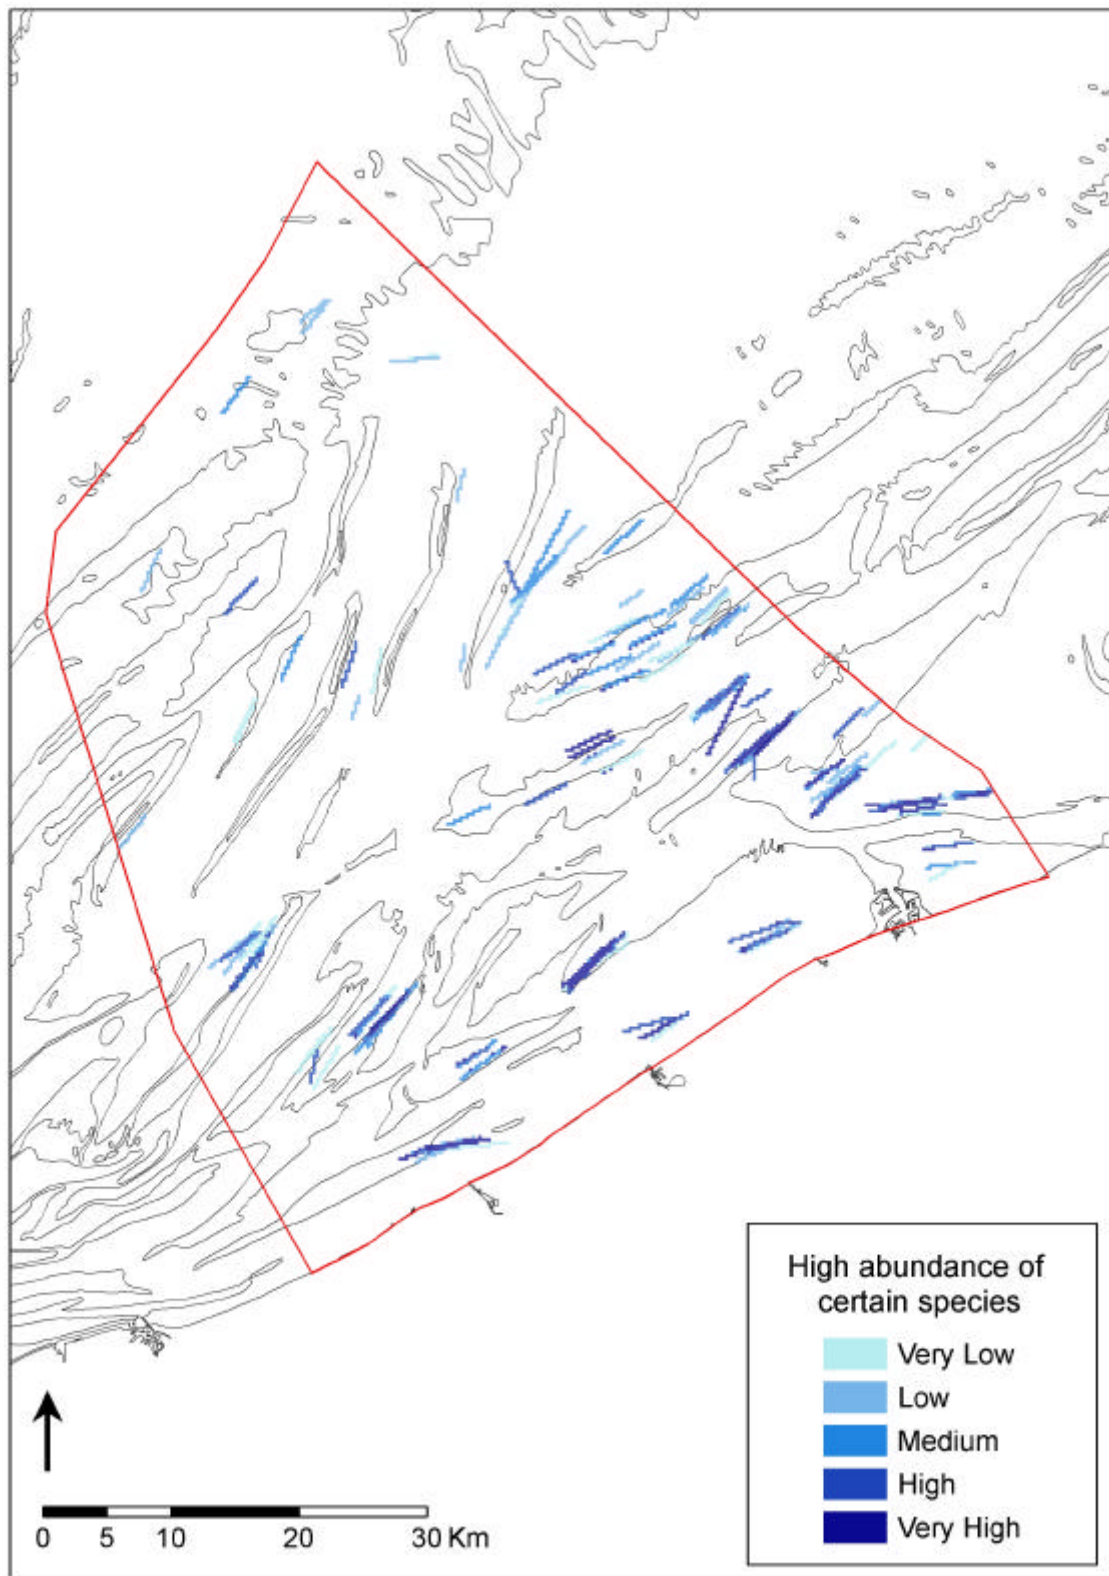 High abundance of
certain species
Very Low
Low
Medium
High
Very High
0 5 10 20 30 Km